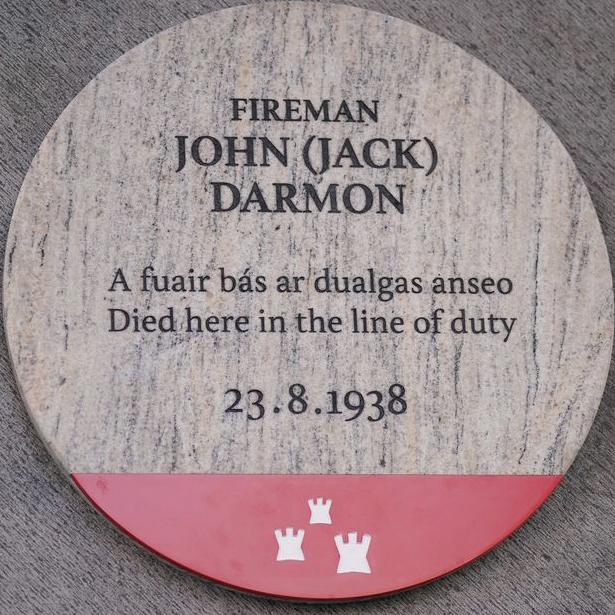 FIREMAN
JOHN (JACK)
DARMON
A fuair bás ar dualgas anseo
Died here in the line of duty
23.8.1938